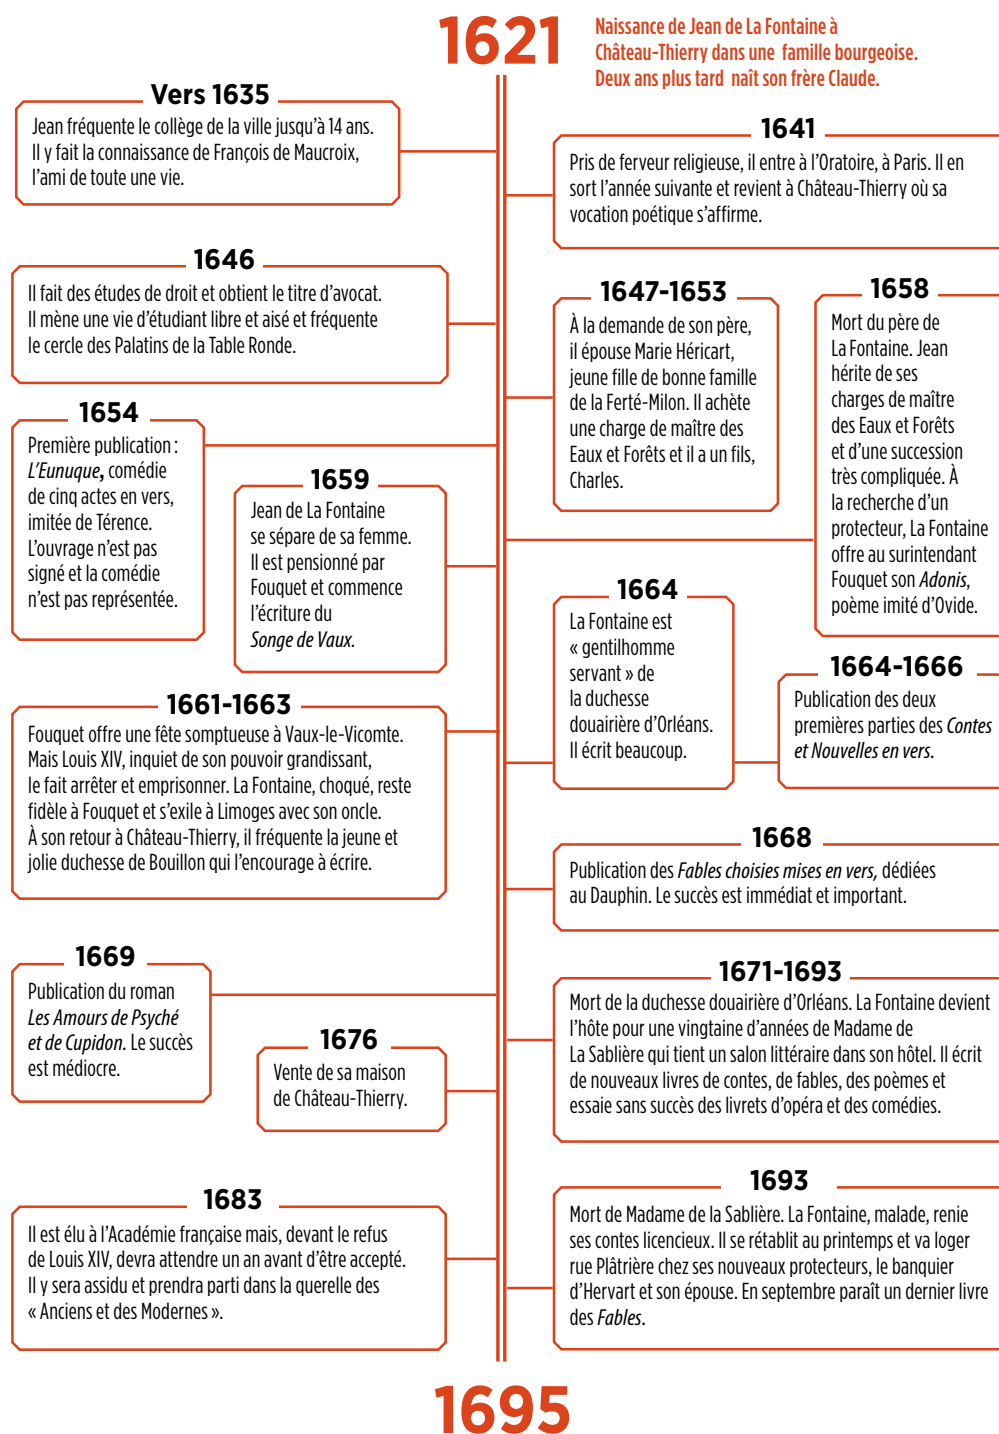 1621
Naissance de Jean de La Fontaine à
Château-Thierry dans une famille bourgeoise.
Deux ans plus tard naît son frère Claude.
Vers 1635
Jean fréquente le collège de la ville jusqu'à 14 ans.
Il y fait la connaissance de François de Maucroix,
l'ami de toute une vie.
1641
Pris de ferveur religieuse, il entre à l'Oratoire, à Paris. Il en
sort l'année suivante et revient à Château-Thierry où sa
vocation poétique s'affirme.
1646
Il fait des études de droit et obtient le titre d'avocat.
Il mène une vie d'étudiant libre et aisé et fréquente
le cercle des Palatins de la Table Ronde.
1647-1653
À la demande de son père,
il épouse Marie Héricart,
jeune fille de bonne famille
de la Ferté-Milon. Il achète
une charge de maître des
Eaux et Forêts et il a un fils,
Charles.
1658
Mort du père de
La Fontaine. Jean
hérite de ses
charges de maître
des Eaux et Forêts
et d'une succession
très compliquée. À
la recherche d'un
protecteur, La Fontaine
offre au surintendant
Fouquet son Adonis,
poème imité d'Ovide.
1654
Première publication :
L'Eunuque, comédie
de cinq actes en vers,
imitée de Térence.
L'ouvrage n'est pas
signé et la comédie
n'est pas représentée.
1659
Jean de La Fontaine
se sépare de sa femme.
Il est pensionné par
Fouquet et commence
l'écriture du
Songe de Vaux.
1664
La Fontaine est
« gentilhomme
servant » de
la duchesse
douairière d'Orléans.
Il écrit beaucoup.
1664-1666
Publication des deux
premières parties des Contes
et Nouvelles en vers.
1661-1663
Fouquet offre une fête somptueuse à Vaux-le-Vicomte.
Mais Louis XIV, inquiet de son pouvoir grandissant,
le fait arrêter et emprisonner. La Fontaine, choqué, reste
fidèle à Fouquet et s'exile à Limoges avec son oncle.
À son retour à Château-Thierry, il fréquente la jeune et
jolie duchesse de Bouillon qui l'encourage à écrire.
1668
Publication des Fables choisies mises en vers, dédiées
au Dauphin. Le succès est immédiat et important.
1669
Publication du roman
Les Amours de Psyché
et de Cupidon. Le succès
est médiocre.
1671-1693
Mort de la duchesse douairière d'Orléans. La Fontaine devient
l'hôte pour une vingtaine d'années de Madame de
La Sablière qui tient un salon littéraire dans son hôtel. Il écrit
de nouveaux livres de contes, de fables, des poèmes et
essaie sans succès des livrets d'opéra et des comédies.
1676
Vente de sa maison
de Château-Thierry.
1683
Il est élu à l'Académie française mais, devant le refus
de Louis XIV, devra attendre un an avant d'être accepté.
Il y sera assidu et prendra parti dans la querelle des
« Anciens et des Modernes ».
1693
Mort de Madame de la Sablière. La Fontaine, malade, renie
ses contes licencieux. Il se rétablit au printemps et va loger
rue Plâtrière chez ses nouveaux protecteurs, le banquier
d'Hervart et son épouse. En septembre paraît un dernier livre
des Fables.
1695